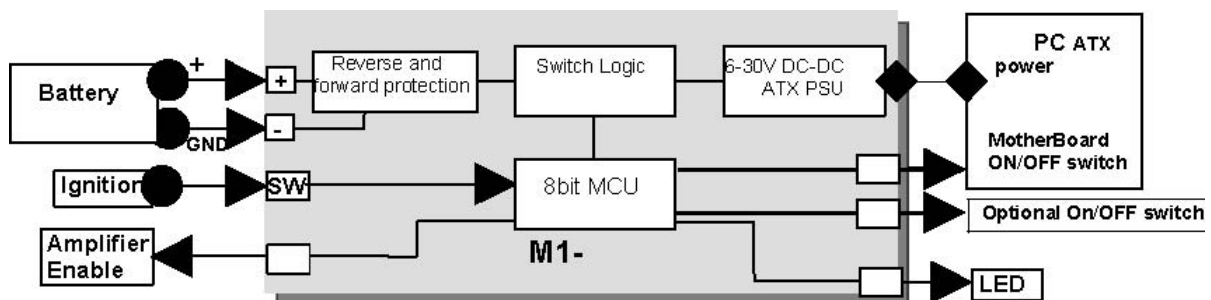 Battery
+
GND
+
-
Reverse and
forward protection
Switch Logic
6-30V DC-DC
ATX PSU
PC ATX
power
MotherBoard
ON/OFF switch
Ignition
SW
8bit MCU
Optional On/OFF switch
Amplifier
Enable
M1-
LED